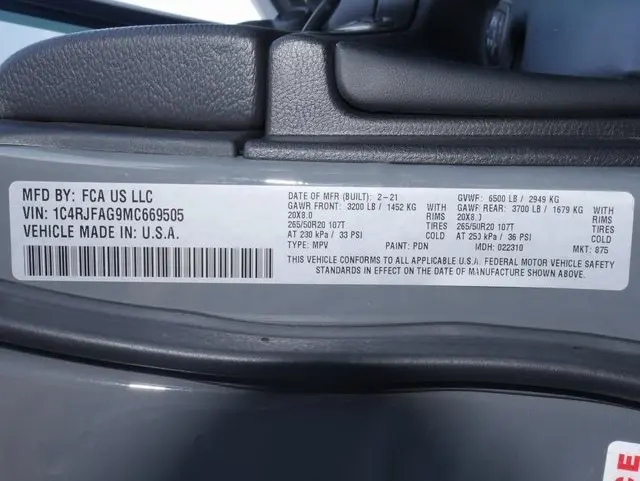 MFD BY: FCA US LLC
VIN: 1C4RJFAG9MC669505
VEHICLE MADE IN: U.S.A.
DATE OF MFR (BUILT): 2-21
GAWR FRONT: 3200 LB / 1452 KG WITH
20X8.0 RIMS
265/50R20 107T TIRES
AT 230 kPa / 33 PSI COLD
TYPE: MPV PAINT: PDN
GVWF: 6500 LB / 2949 KG
GAWR REAR: 3700 LB / 1679 KG WITH
20X8.0 RIMS
265/50R20 107T TIRES
AT 250 kPa / 36 PSI COLD
MDH: 022310 MKT: 875
THIS VEHICLE CONFORMS TO ALL APPLICABLE U.S.A. FEDERAL MOTOR VEHICLE SAFETY
STANDARDS IN EFFECT ON THE DATE OF MANUFACTURE SHOWN ABOVE.